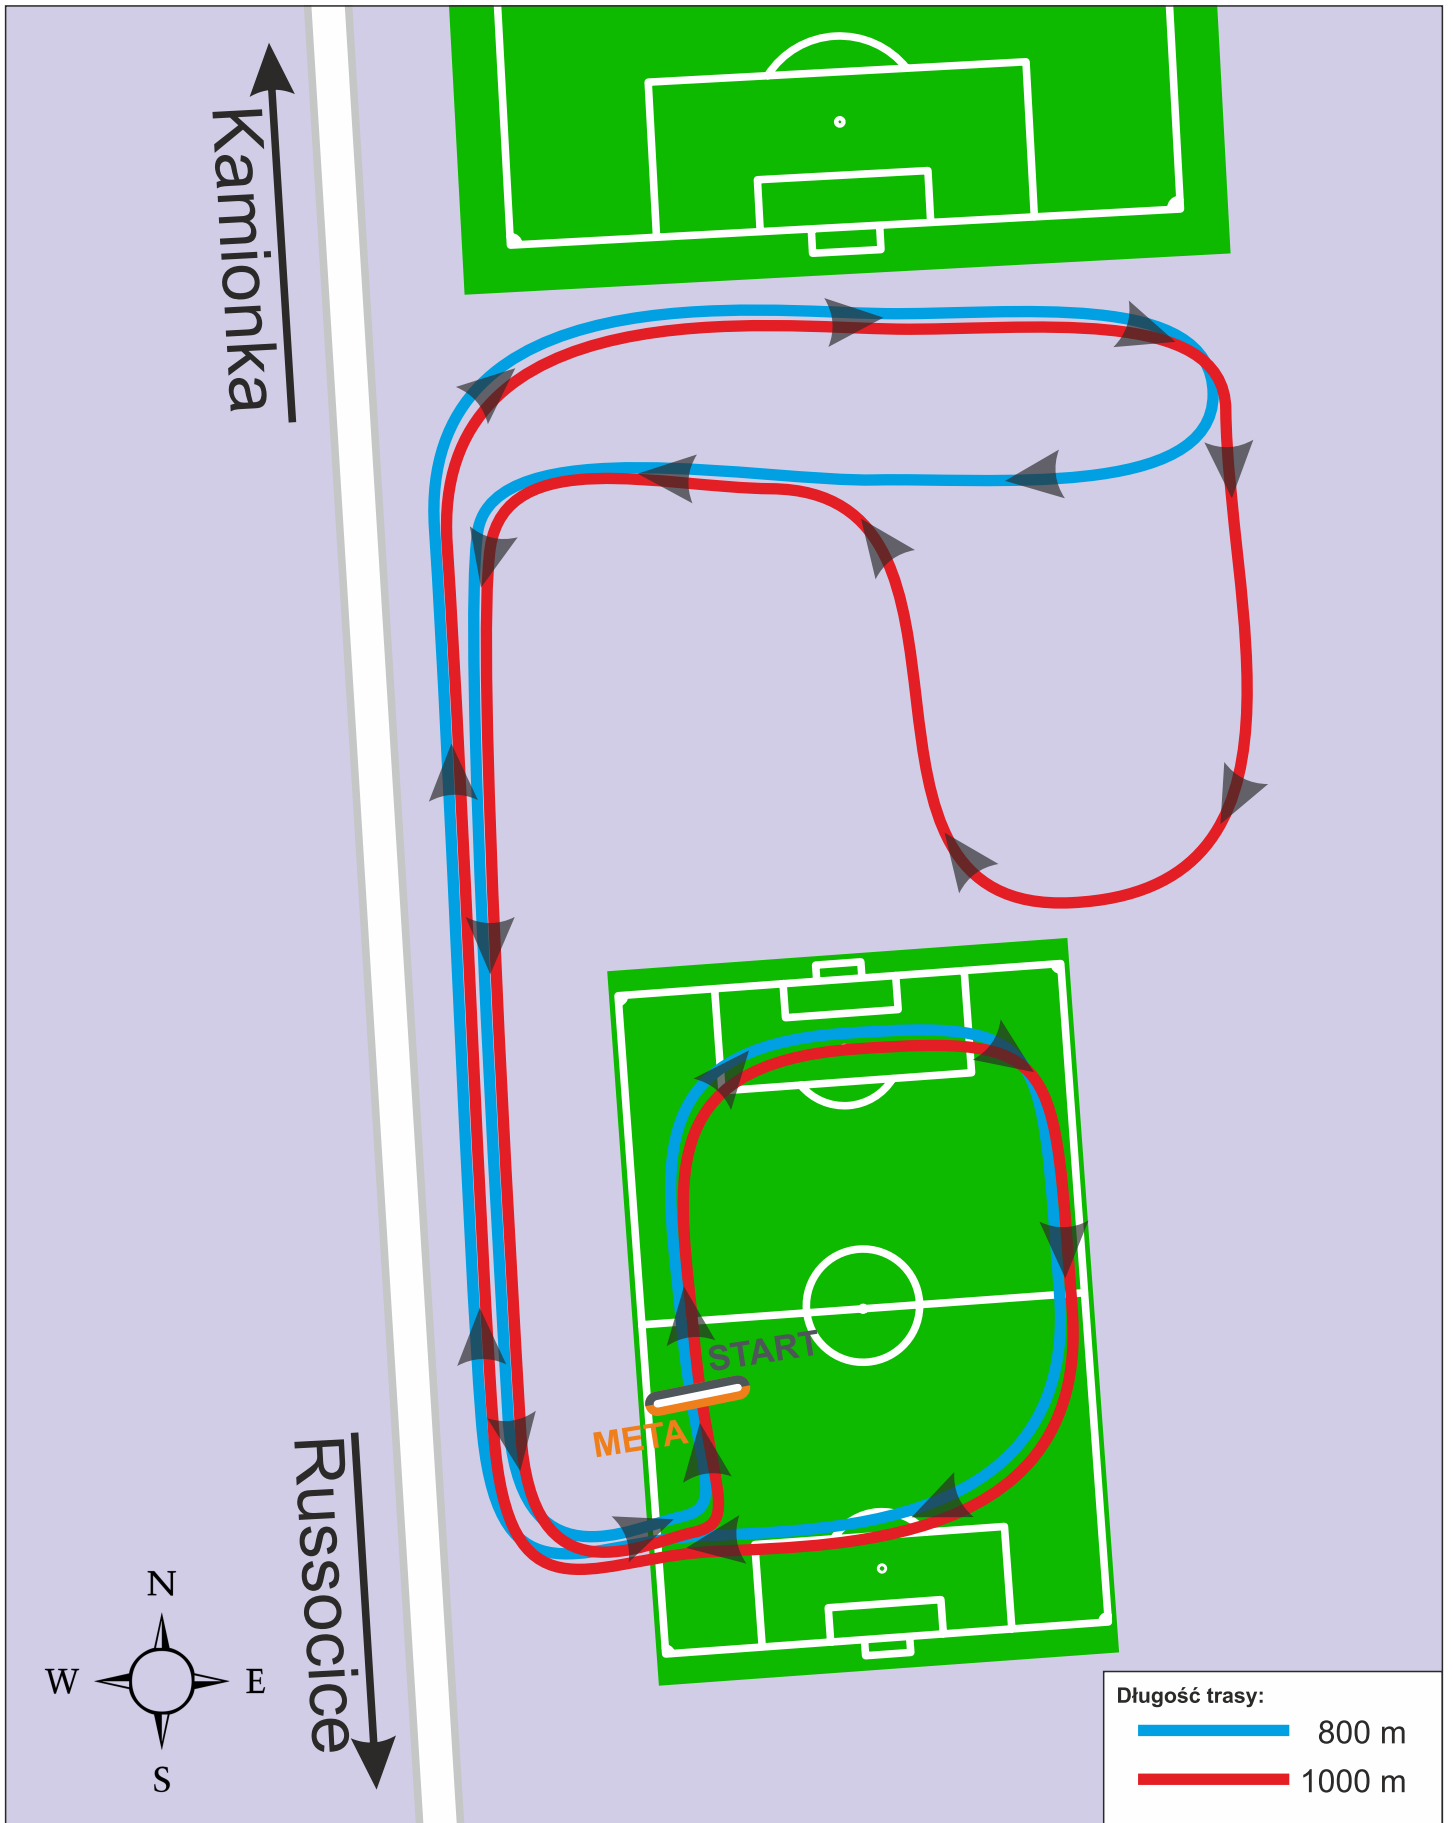 Kamionka
START
META
Russocice
N
W E
S
Długość trasy:
800 m
1000 m